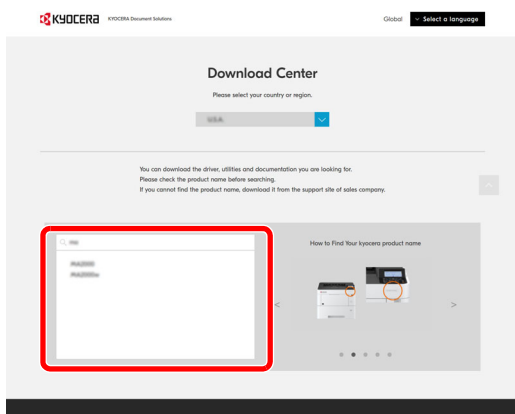 KYOCERA
KYOCERA Document Solutions
Global
Select a language
Download Center
Please select your country or region.
U.S.A.
You can download the driver, utilities and documentation you are looking for.
Please check the product name before searching.
If you cannot find the product name, download it from the support site of sales company.
ma
MA2000
MA2000w
How to Find Your kyocera product name
<
>